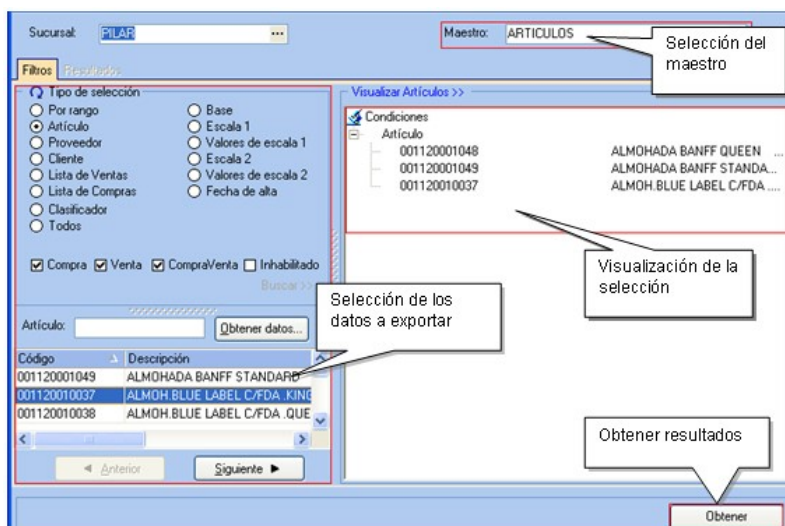 Sucursal: PILAR ...
Maestro: ARTICULOS
Selección del
maestro
Filtros Resultados
Tipo de selección
Por rango
Artículo
Proveedor
Cliente
Lista de Ventas
Lista de Compras
Clasificador
Todos
Base
Escala 1
Valores de escala 1
Escala 2
Valores de escala 2
Fecha de alta
Compra Venta CompraVenta Inhabilitado
Buscar >>
Artículo: Obtener datos...
Selección de los
datos a exportar
Código Descripción
001120001049 ALMOHADA BANFF STANDARD
001120010037 ALMOH.BLUE LABEL C/FDA .KING
001120010038 ALMOH.BLUE LABEL C/FDA .QUE
Anterior Siguiente
Visualizar Artículos >>
Condiciones
Artículo
001120001048 ALMOHADA BANFF QUEEN ...
001120001049 ALMOHADA BANFF STANDA...
001120010037 ALMOH.BLUE LABEL C/FDA ....
Visualización de la
selección
Obtener resultados
Obtener